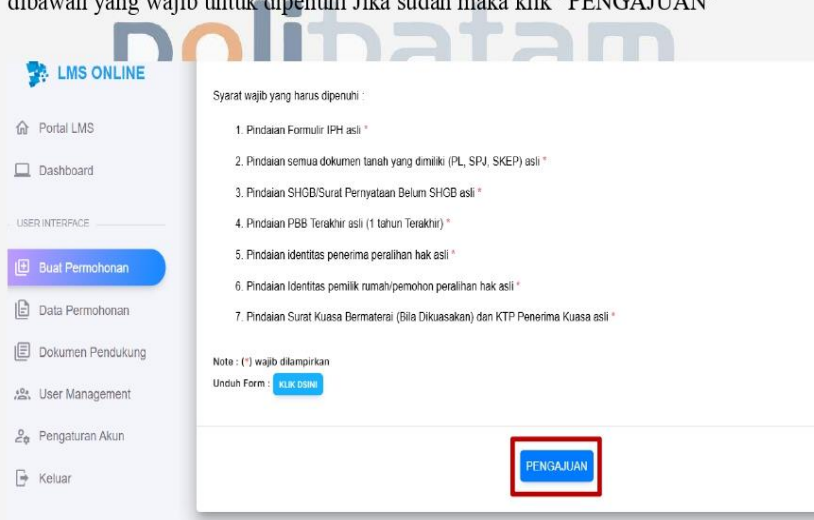 dibawah yang wajib untuk dipenuhi Jika sudah maka klik "PENGAJUAN"
polibatam
LMS ONLINE
Portal LMS
Dashboard
USER INTERFACE
Buat Permohonan
Data Permohonan
Dokumen Pendukung
User Management
Pengaturan Akun
Keluar
Syarat wajib yang harus dipenuhi :
1. Pindaian Formulir IPH asli *
2. Pindaian semua dokumen tanah yang dimiliki (PL, SPJ, SKEP) asli *
3. Pindaian SHGB/Surat Pernyataan Belum SHGB asli *
4. Pindaian PBB Terakhir asli (1 tahun Terakhir) *
5. Pindaian identitas penerima peralihan hak asli *
6. Pindaian Identitas pemilik rumah/pemohon peralihan hak asli *
7. Pindaian Surat Kuasa Bermaterai (Bila Dikuasakan) dan KTP Penerima Kuasa asli *
Note : (*) wajib dilampirkan
Unduh Form : KLIK DSINI
PENGAJUAN